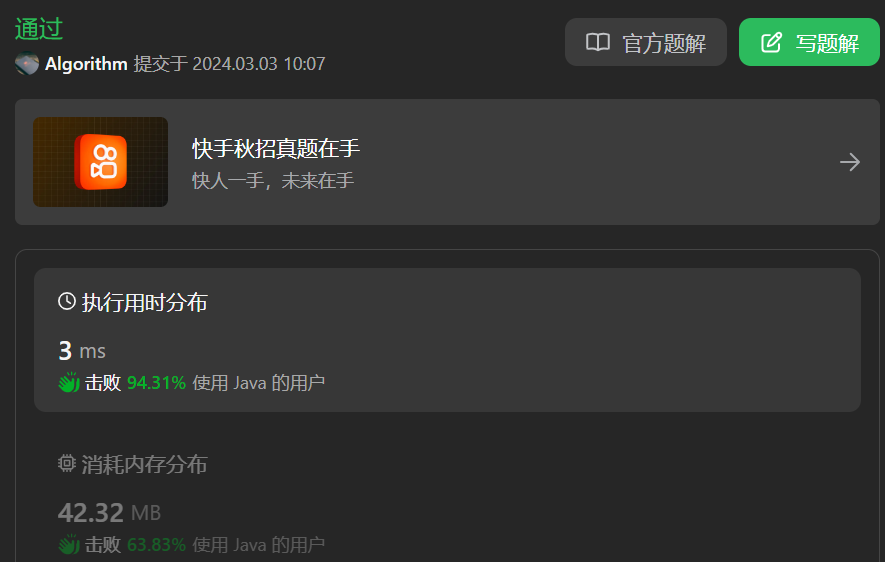 通过
Algorithm 提交于 2024.03.03 10:07
官方题解
写题解
快手秋招真题在手
快人一手，未来在手
执行用时分布
3 ms
击败 94.31% 使用 Java 的用户
消耗内存分布
42.32 MB
击败 63.83% 使用 Java 的用户